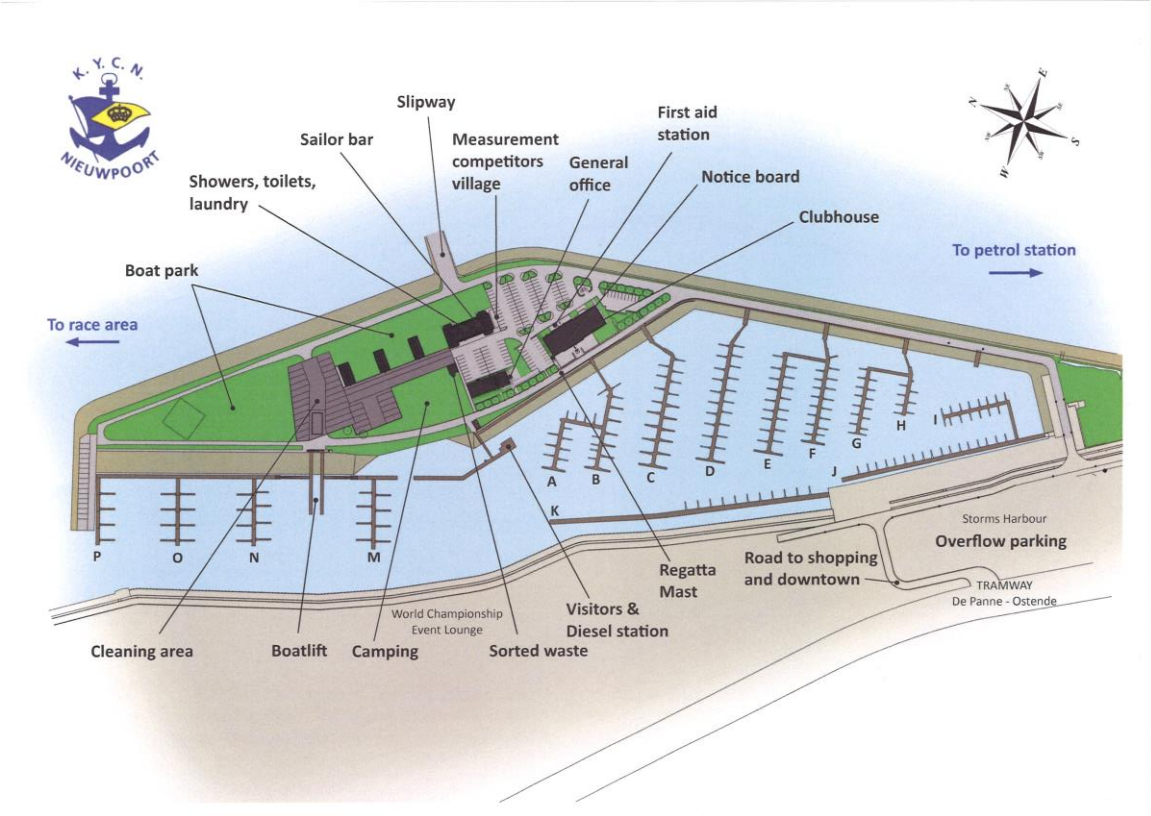 K. Y. C. N.
NIEUWPOORT
Slipway
Sailor bar
Measurement
competitors
village
First aid
station
General
office
Notice board
Clubhouse
Showers, toilets,
laundry
Boat park
To race area
To petrol station
N
E
S
W
A
B
C
D
E
F
G
H
I
J
K
P
O
N
M
Storms Harbour
Overflow parking
Road to shopping
and downtown
TRAMWAY
De Panne - Ostende
Regatta
Mast
Visitors &
Diesel station
World Championship
Event Lounge
Cleaning area
Boatlift
Camping
Sorted waste